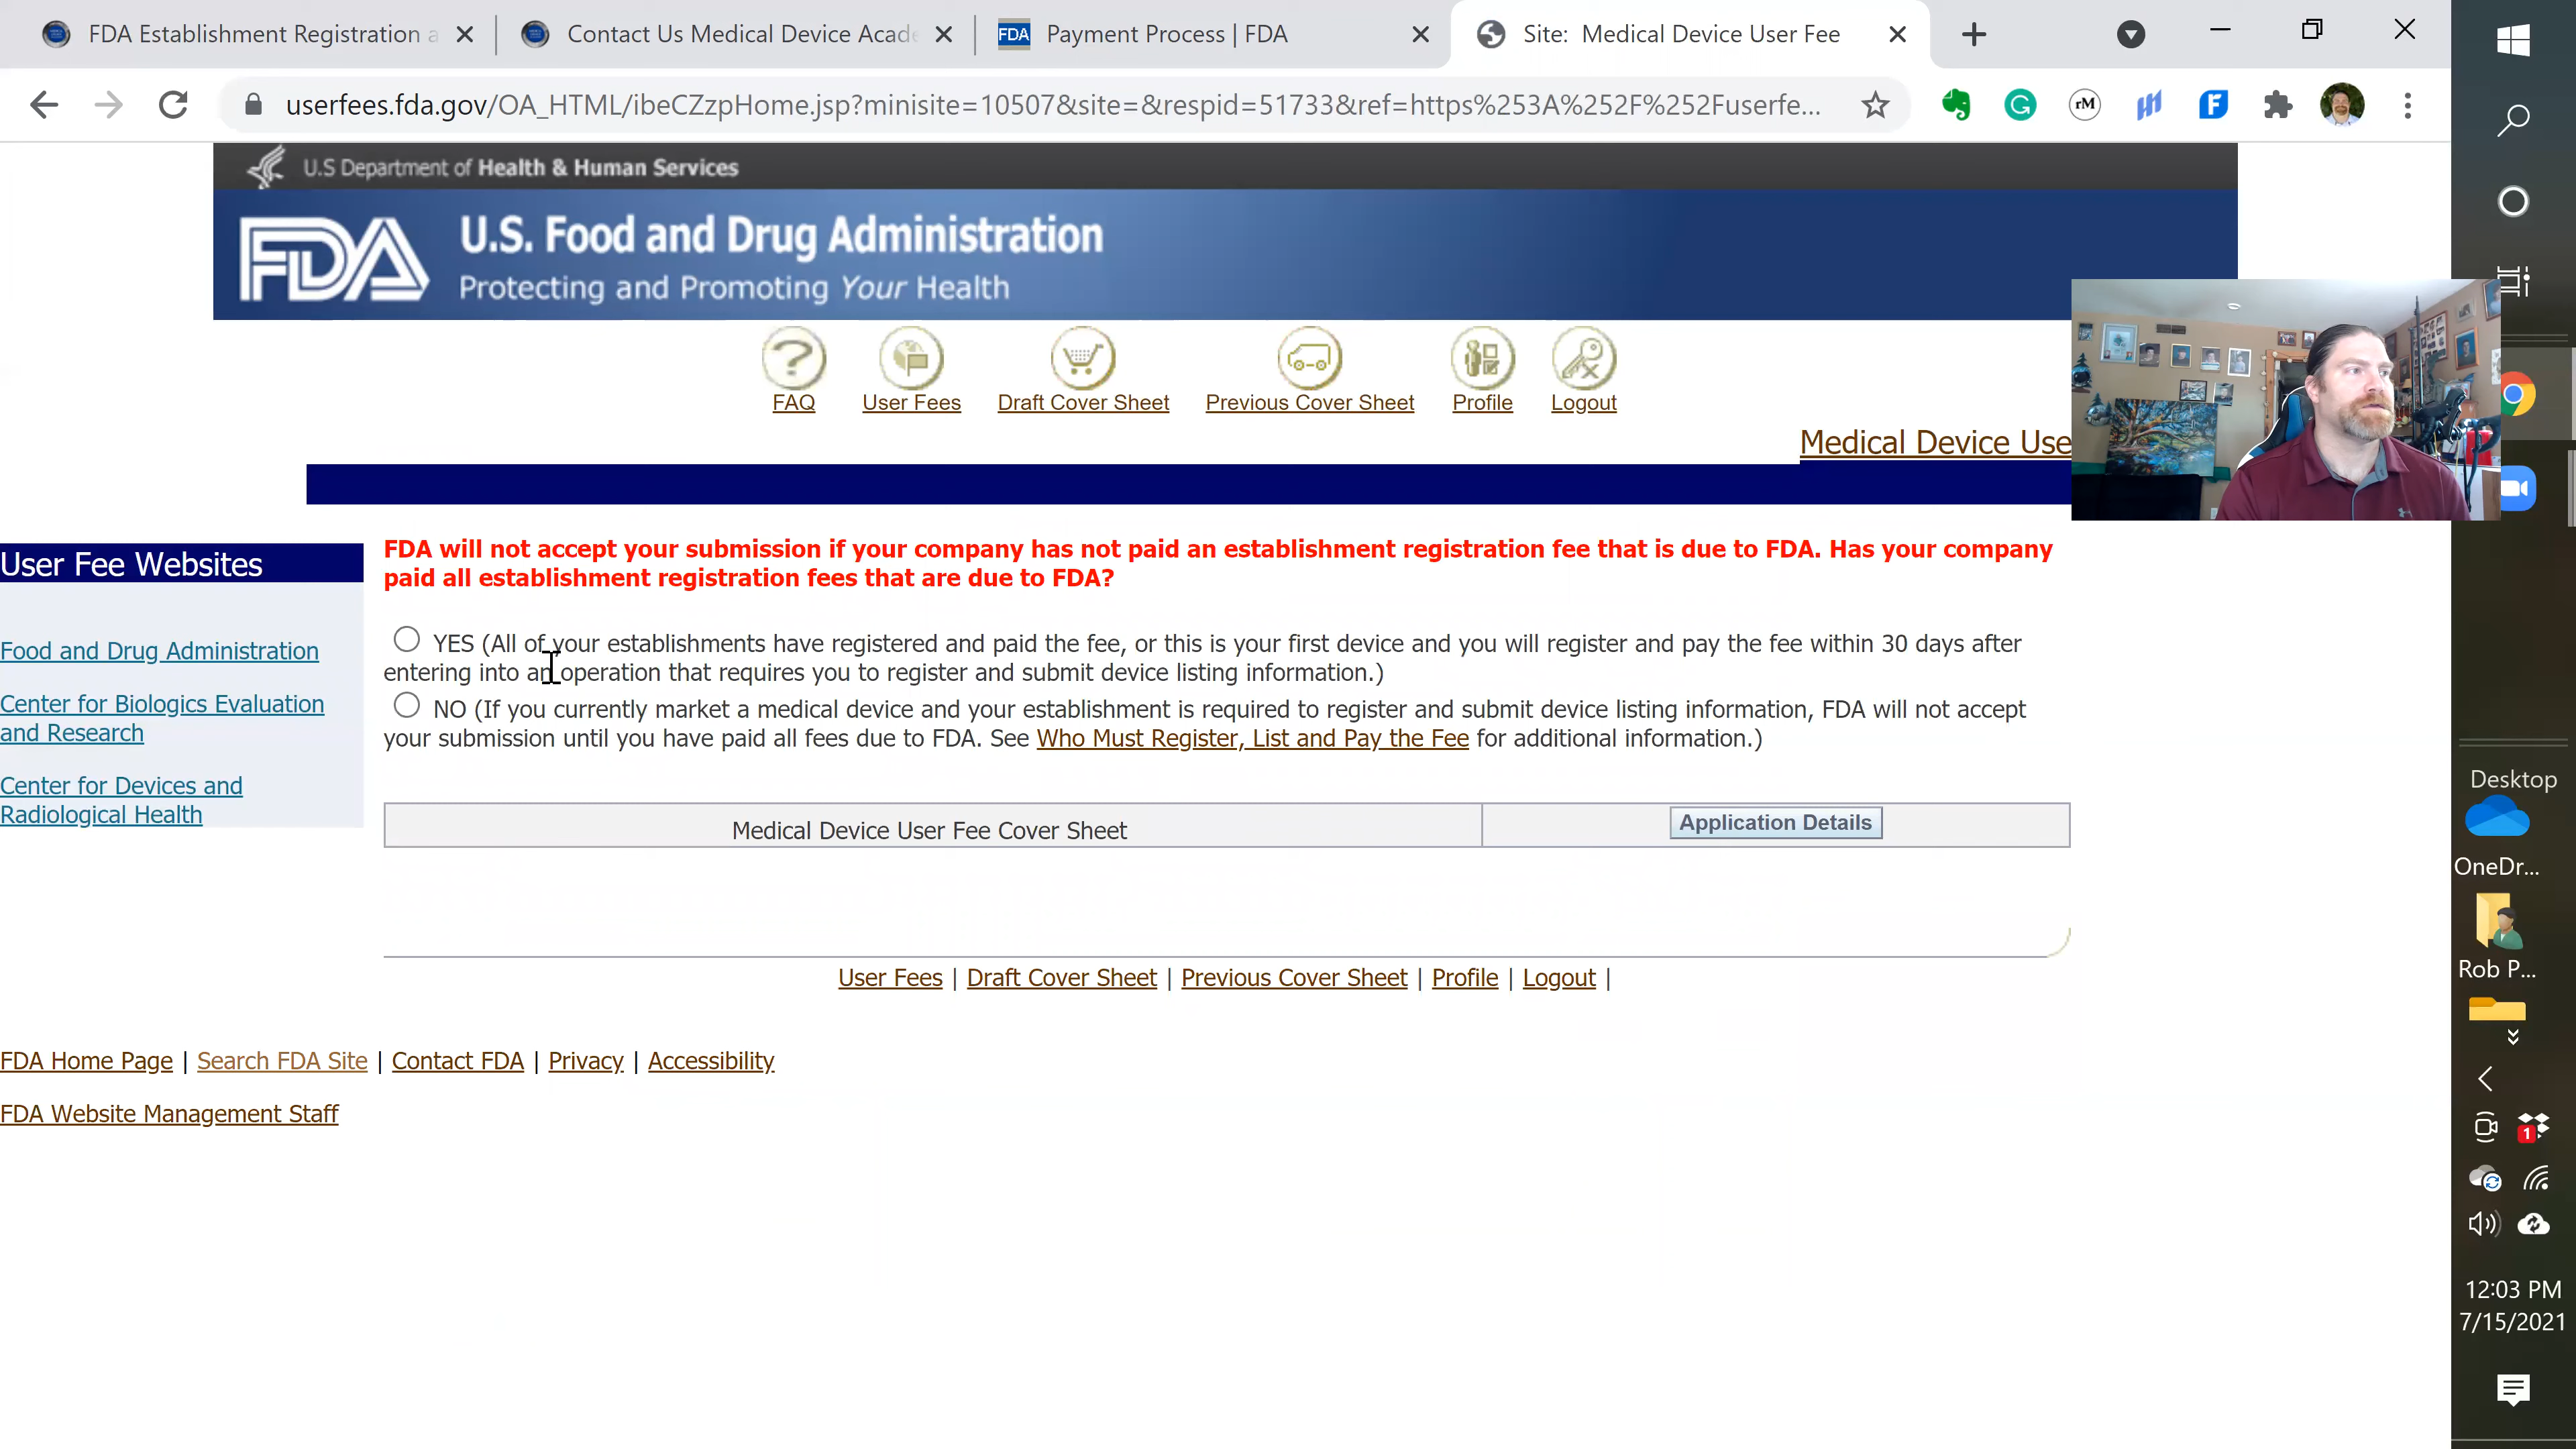 FDA Establishment Registration a
Contact Us Medical Device Acade
FDA Payment Process | FDA
Site: Medical Device User Fee
userfees.fda.gov/OA_HTML/ibeCZzpHome.jsp?minisite=10507&site=&respid=51733&ref=https%253A%252F%252Fuserfe...
U.S Department of Health & Human Services
FDA
U.S. Food and Drug Administration
Protecting and Promoting Your Health
FAQ
User Fees
Draft Cover Sheet
Previous Cover Sheet
Profile
Logout
Medical Device Use
User Fee Websites
Food and Drug Administration
Center for Biologics Evaluation
and Research
Center for Devices and
Radiological Health
FDA will not accept your submission if your company has not paid an establishment registration fee that is due to FDA. Has your company
paid all establishment registration fees that are due to FDA?
YES (All of your establishments have registered and paid the fee, or this is your first device and you will register and pay the fee within 30 days after
entering into an operation that requires you to register and submit device listing information.)
NO (If you currently market a medical device and your establishment is required to register and submit device listing information, FDA will not accept
your submission until you have paid all fees due to FDA. See Who Must Register, List and Pay the Fee for additional information.)
Medical Device User Fee Cover Sheet
Application Details
User Fees | Draft Cover Sheet | Previous Cover Sheet | Profile | Logout |
FDA Home Page | Search FDA Site | Contact FDA | Privacy | Accessibility
FDA Website Management Staff
rM
Desktop
OneDr...
Rob P...
1
12:03 PM
7/15/2021